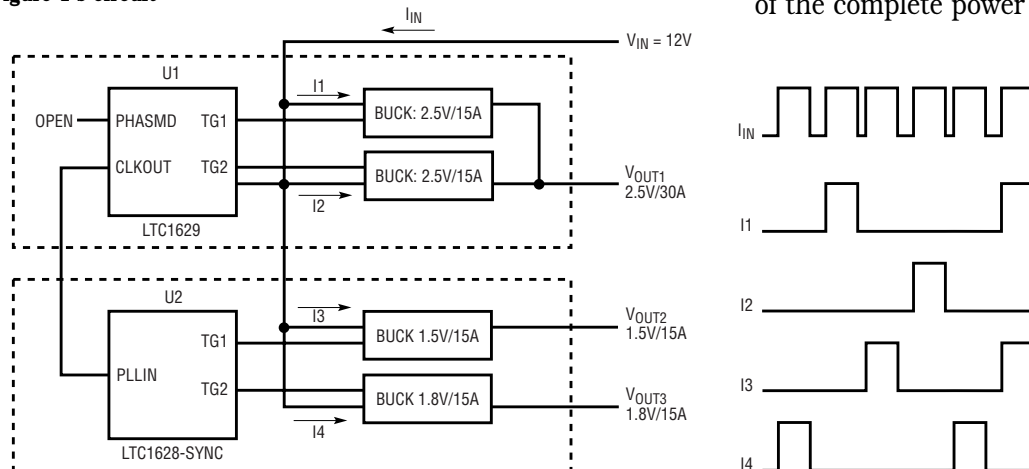 of the complete power
I_IN
V_IN = 12V
U1
OPEN
PHASMD
TG1
CLKOUT
TG2
LTC1629
I1
BUCK: 2.5V/15A
BUCK: 2.5V/15A
I2
V_OUT1
2.5V/30A
U2
TG1
PLLIN
TG2
LTC1628-SYNC
I3
BUCK 1.5V/15A
BUCK 1.8V/15A
I4
V_OUT2
1.5V/15A
V_OUT3
1.8V/15A
I_IN
I1
I2
I3
I4